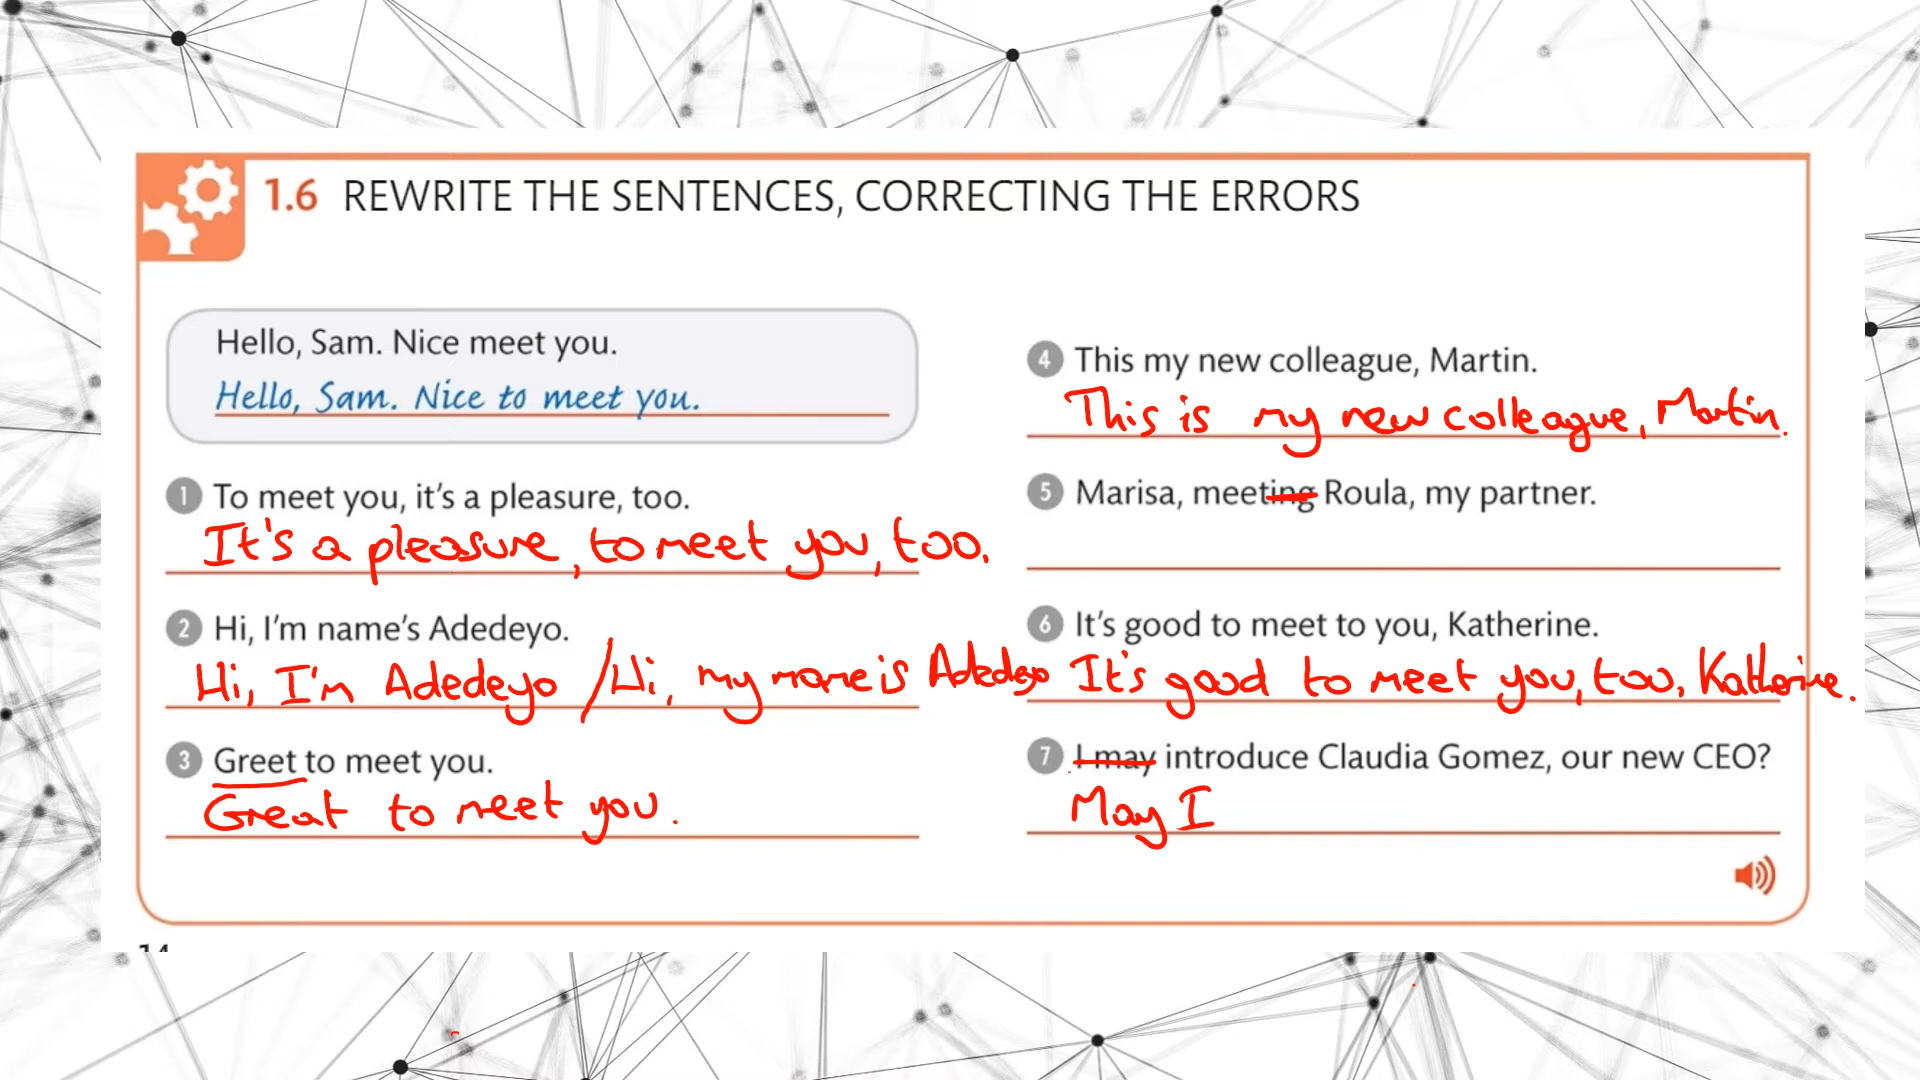 1.6 REWRITE THE SENTENCES, CORRECTING THE ERRORS
Hello, Sam. Nice meet you.
Hello, Sam. Nice to meet you.
1 To meet you, it's a pleasure, too.
It's a pleasure, to meet you, too.
2 Hi, I'm name's Adedeyo.
Hi, I'm Adedeyo / Hi, my name is Adedeyo
3 Greet to meet you.
Great to meet you.
4 This my new colleague, Martin.
This is my new colleague, Martin.
5 Marisa, meeting Roula, my partner.
6 It's good to meet to you, Katherine.
It's good to meet you, too, Katherine.
7 I may introduce Claudia Gomez, our new CEO?
May I
14